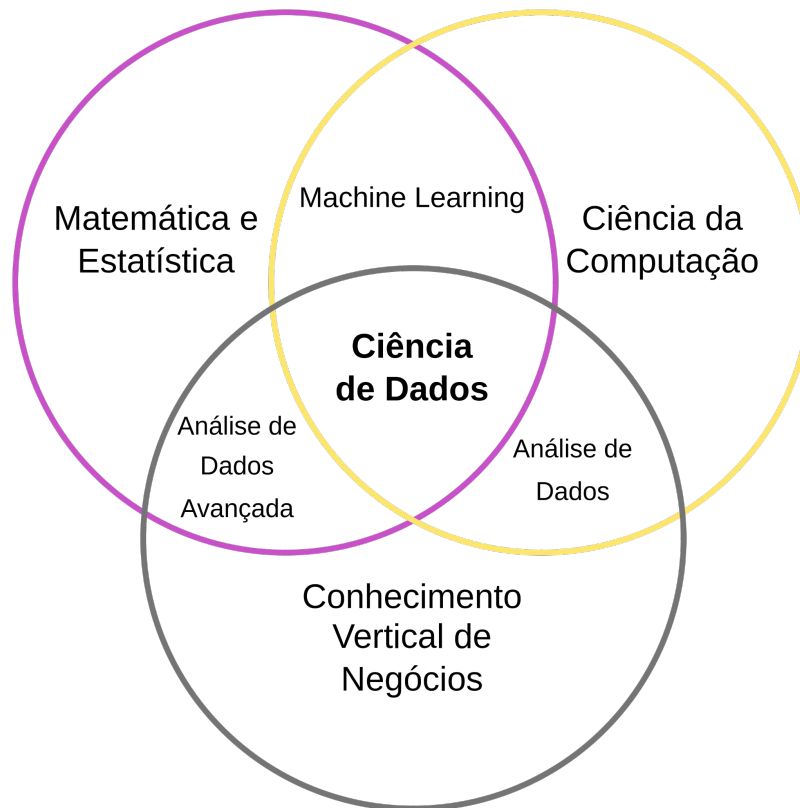 Machine Learning
Matemática e
Estatística
Ciência da
Computação
Ciência
de Dados
Análise de
Dados
Avançada
Análise de
Dados
Conhecimento
Vertical de
Negócios